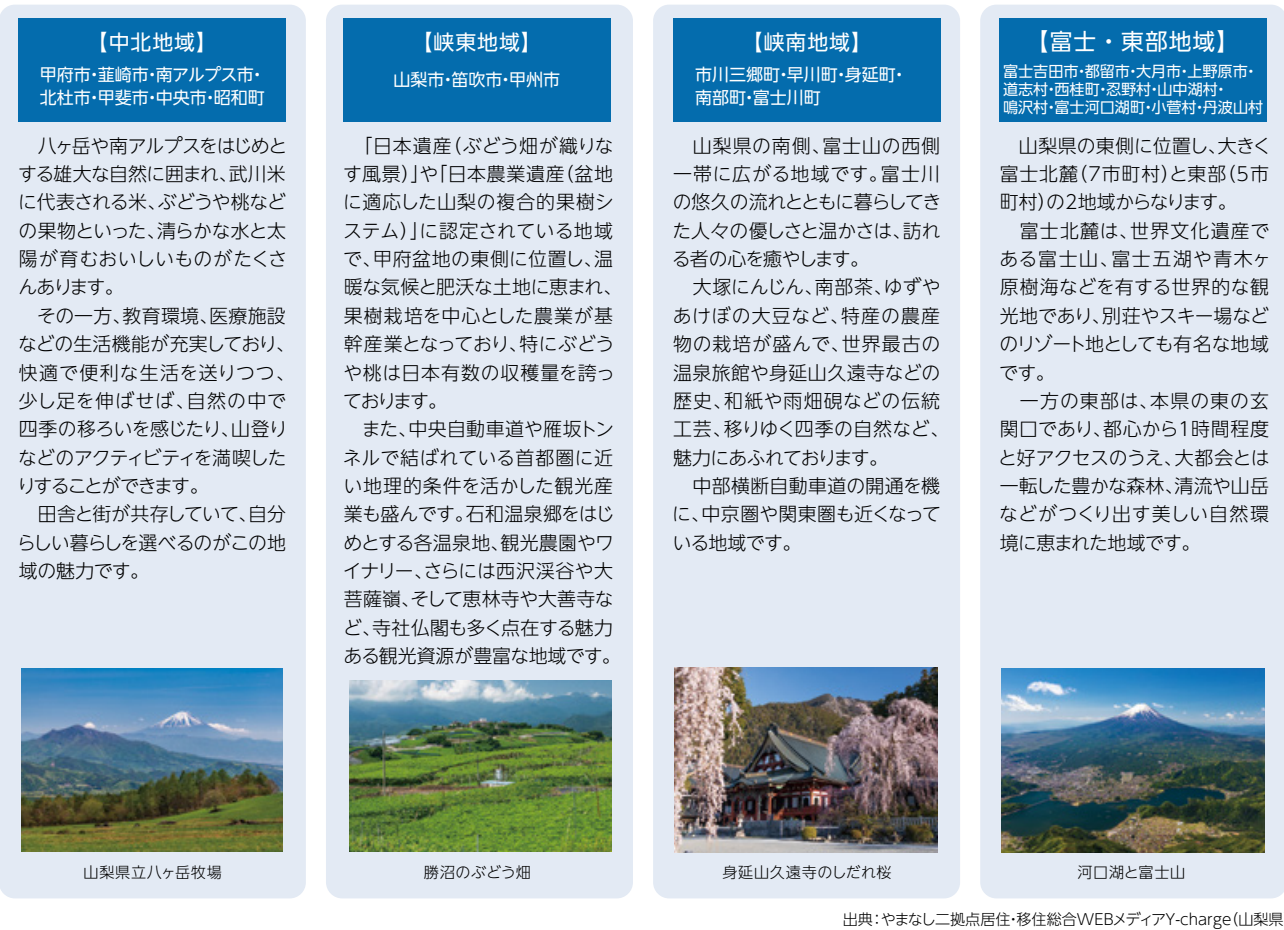 【中北地域】
甲府市・韮崎市・南アルプス市・
北杜市・甲斐市・中央市・昭和町
八ヶ岳や南アルプスをはじめと
する雄大な自然に囲まれ、武川米
に代表される米、ぶどうや桃など
の果物といった、清らかな水と太
陽が育むおいしいものがたくさ
んあります。
その一方、教育環境、医療施設
などの生活機能が充実しており、
快適で便利な生活を送りつつ、
少し足を伸ばせば、自然の中で
四季の移ろいを感じたり、山登り
などのアクティビティを満喫した
りすることができます。
田舎と街が共存していて、自分
らしい暮らしを選べるのがこの地
域の魅力です。
山梨県立八ヶ岳牧場
【峡東地域】
山梨市・笛吹市・甲州市
「日本遺産(ぶどう畑が織りな
す風景)」や「日本農業遺産(盆地
に適応した山梨の複合的果樹シ
ステム)」に認定されている地域
で、甲府盆地の東側に位置し、温
暖な気候と肥沃な土地に恵まれ、
果樹栽培を中心とした農業が基
幹産業となっており、特にぶどう
や桃は日本有数の収穫量を誇っ
ております。
また、中央自動車道や雁坂トン
ネルで結ばれている首都圏に近
い地理的条件を活かした観光産
業も盛んです。石和温泉郷をはじ
めとする各温泉地、観光農園やワ
イナリー、さらには西沢渓谷や大
菩薩嶺、そして恵林寺や大善寺な
ど、寺社仏閣も多く点在する魅力
ある観光資源が豊富な地域です。
勝沼のぶどう畑
【峡南地域】
市川三郷町・早川町・身延町・
南部町・富士川町
山梨県の南側、富士山の西側
一帯に広がる地域です。富士川
の悠久の流れとともに暮らしてき
た人々の優しさと温かさは、訪れ
る者の心を癒やします。
大塚にんじん、南部茶、ゆずや
あけぼの大豆など、特産の農産
物の栽培が盛んで、世界最古の
温泉旅館や身延山久遠寺などの
歴史、和紙や雨畑硯などの伝統
工芸、移りゆく四季の自然など、
魅力にあふれております。
中部横断自動車道の開通を機
に、中京圏や関東圏も近くなって
いる地域です。
身延山久遠寺のしだれ桜
【富士・東部地域】
富士吉田市・都留市・大月市・上野原市・
道志村・西桂町・忍野村・山中湖村・
鳴沢村・富士河口湖町・小菅村・丹波山村
山梨県の東側に位置し、大きく
富士北麓(7市町村)と東部(5市
町村)の2地域からなります。
富士北麓は、世界文化遺産で
ある富士山、富士五湖や青木ヶ
原樹海などを有する世界的な観
光地であり、別荘やスキー場など
のリゾート地としても有名な地域
です。
一方の東部は、本県の東の玄
関口であり、都心から1時間程度
と好アクセスのうえ、大都会とは
一転した豊かな森林、清流や山岳
などがつくり出す美しい自然環
境に恵まれた地域です。
河口湖と富士山
出典:やまなし二拠点居住・移住総合WEBメディアY-charge(山梨県